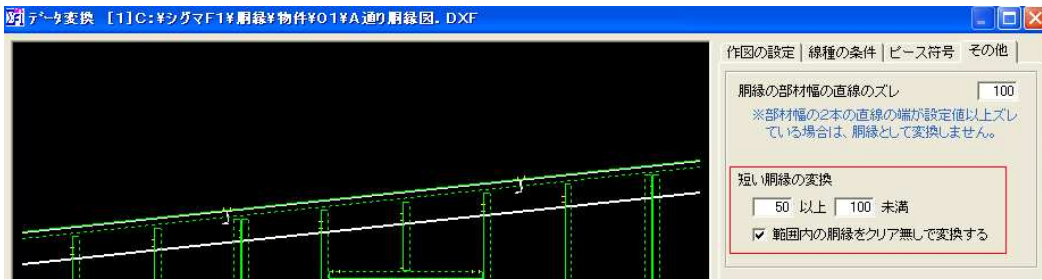 データ変換 [1]C:¥シグマF1¥胴縁¥物件¥01¥A通り胴縁図.DXF
作図の設定 線種の条件 ピース符号 その他
胴縁の部材幅の直線のズレ 100
※部材幅の2本の直線の端が設定値以上ズレ
ている場合は、胴縁として変換しません。
短い胴縁の変換
50 以上 100 未満
範囲内の胴縁をクリア無しで変換する